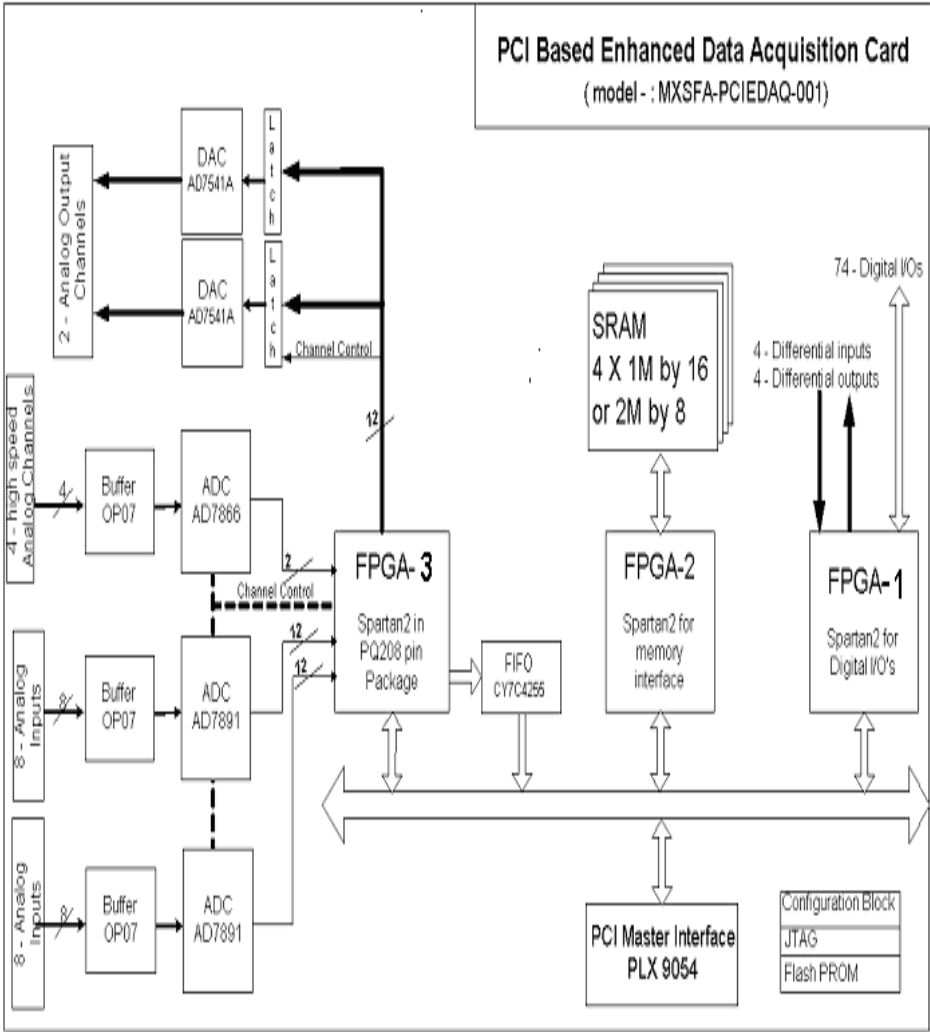 PCI Based Enhanced Data Acquisition Card
( model - : MXSFA-PCIEDAQ-001)
2 - Analog Output
Channels
DAC
AD7541A
Latch
DAC
AD7541A
Latch
Channel Control
12
74 - Digital I/Os
SRAM
4 X 1M by 16
or 2M by 8
4 - Differential inputs
4 - Differential outputs
4 - high speed
Analog Channels
4
Buffer
OP07
ADC
AD7866
2
Channel Control
FPGA-3
Spartan2 in
PQ208 pin
Package
FPGA-2
Spartan2 for
memory
interface
FPGA-1
Spartan2 for
Digital I/O's
12
12
FIFO
CY7C4255
8 - Analog
Inputs
8
Buffer
OP07
ADC
AD7891
8 - Analog
Inputs
8
Buffer
OP07
ADC
AD7891
PCI Master Interface
PLX 9054
Configuration Block
JTAG
Flash PROM